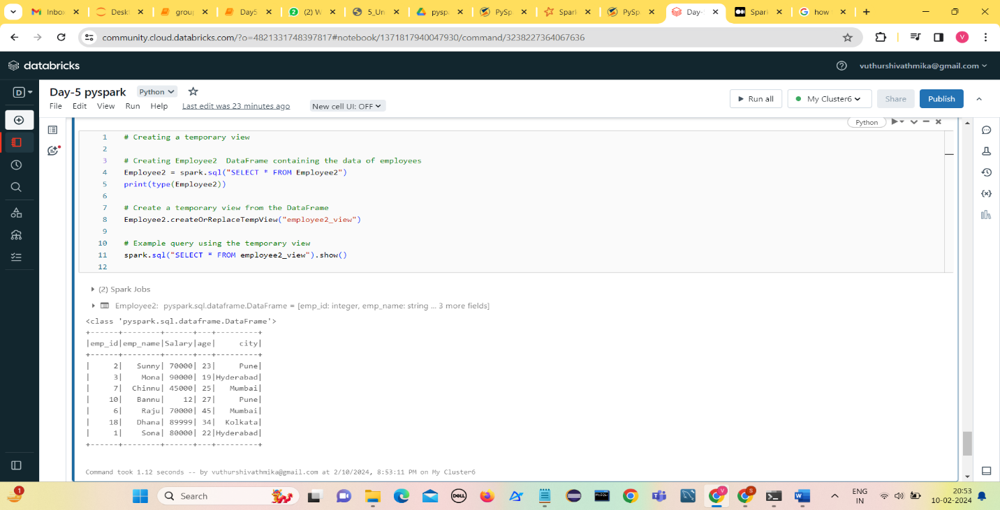 Inbox
Desk
group
Day5
(2) W
5_Un
pysp
PySp
Spark
PySp
Day-
Spark
how
community.cloud.databricks.com/?o=4821331748397817#notebook/1371817940047930/command/3238227364067636
V
databricks
vuthurshivathmika@gmail.com
D
Day-5 pyspark Python
File Edit View Run Help Last edit was 23 minutes ago New cell UI: OFF
Run all My Cluster6 Share Publish
Python
1 # Creating a temporary view
2
3 # Creating Employee2  DataFrame containing the data of employees
4 Employee2 = spark.sql("SELECT * FROM Employee2")
5 print(type(Employee2))
6
7 # Create a temporary view from the DataFrame
8 Employee2.createOrReplaceTempView("employee2_view")
9
10 # Example query using the temporary view
11 spark.sql("SELECT * FROM employee2_view").show()
12
(2) Spark Jobs
Employee2: pyspark.sql.dataframe.DataFrame = [emp_id: integer, emp_name: string ... 3 more fields]
<class 'pyspark.sql.dataframe.DataFrame'>
+------+--------+------+---+---------+
|emp_id|emp_name|Salary|age|     city|
+------+--------+------+---+---------+
|     2|   Sunny| 70000| 23|     Pune|
|     3|    Mona| 90000| 19|Hyderabad|
|     7|  Chinnu| 45000| 25|   Mumbai|
|    10|   Bannu|    12| 27|     Pune|
|     6|    Raju| 70000| 45|   Mumbai|
|    18|   Dhana| 89999| 34|  Kolkata|
|     1|    Sona| 80000| 22|Hyderabad|
+------+--------+------+---+---------+
Command took 1.12 seconds -- by vuthurshivathmika@gmail.com at 2/10/2024, 8:53:11 PM on My Cluster6
1
Search
DELL
MySQL
V
S
W
ENG
IN
20:53
10-02-2024